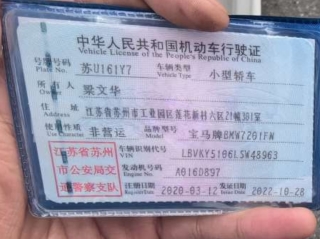 中华人民共和国机动车行驶证
Vehicle License of the People's Republic of China
号牌号码 苏U161Y7 车辆类型 小型轿车
Plate No. Vehicle Type
所有人 梁文华
Owner
住址 江苏省苏州市工业园区莲花新村六区21幢301室
使用性质 非营运 品牌型号 宝马牌BMW7201FN
Use Character Model
江苏省苏州市公安局交通警察支队
车辆识别代号 LBVKY5106LSW48963
VIN
发动机号码 A0160897
Engine No.
注册日期 2020-03-12 发证日期 2022-10-28
Register Date Issue Date